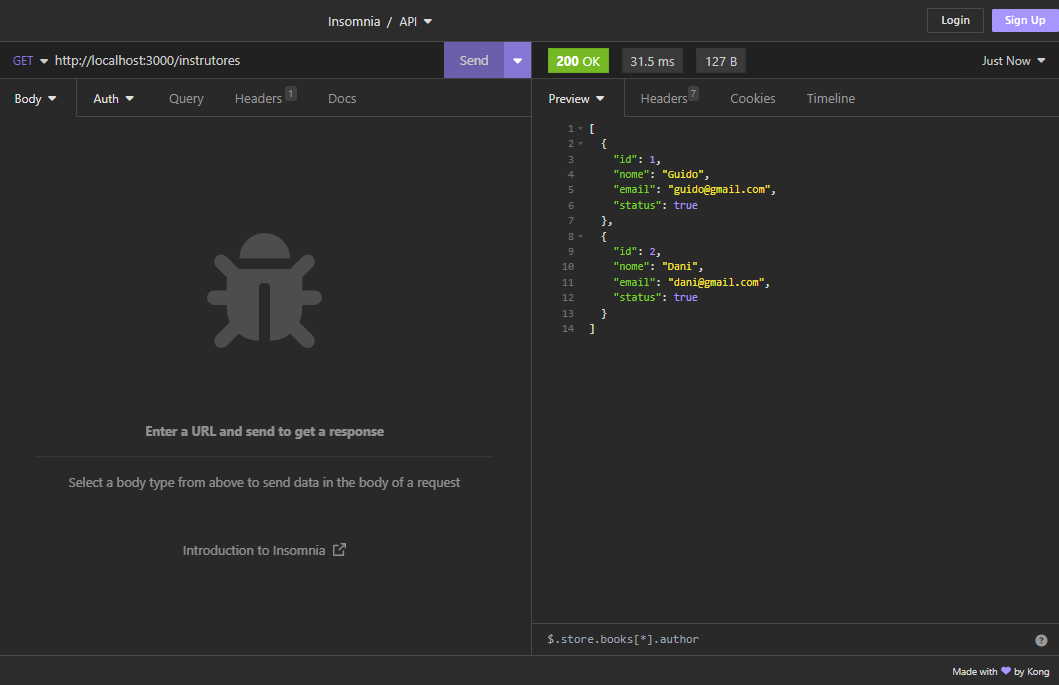 Insomnia / API
Login
Sign Up
GET http://localhost:3000/instrutores
Send
200 OK
31.5 ms
127 B
Just Now
Body
Auth
Query
Headers 1
Docs
Preview
Headers 7
Cookies
Timeline
Enter a URL and send to get a response
Select a body type from above to send data in the body of a request
Introduction to Insomnia
1 [
2 {
3 "id": 1,
4 "nome": "Guido",
5 "email": "guido@gmail.com",
6 "status": true
7 },
8 {
9 "id": 2,
10 "nome": "Dani",
11 "email": "dani@gmail.com",
12 "status": true
13 }
14 ]
$.store.books[*].author
?
Made with 💜 by Kong